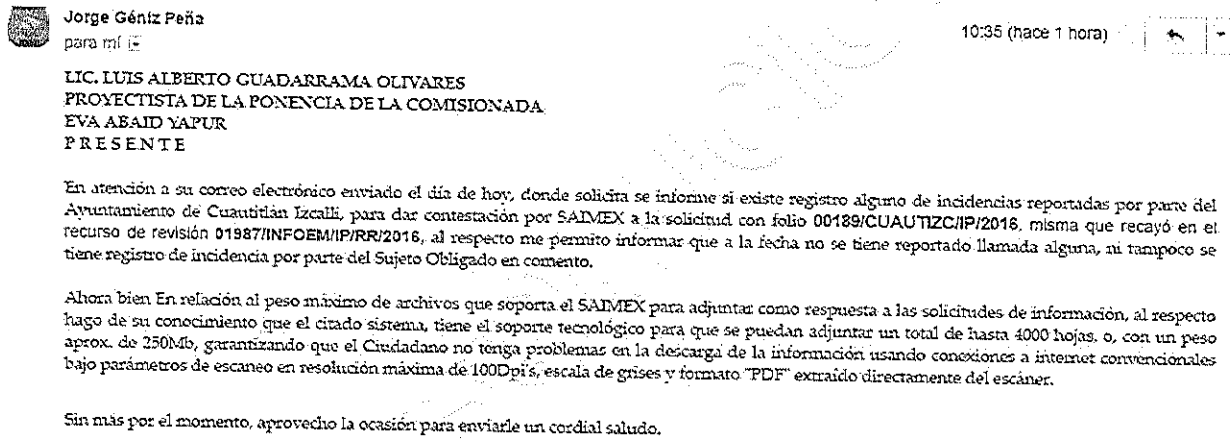 Jorge Géniz Peña
para mí
10:35 (hace 1 hora)
LIC. LUIS ALBERTO GUADARRAMA OLIVARES
PROYECTISTA DE LA PONENCIA DE LA COMISIONADA
EVA ABAID YAPUR
P R E S E N T E
En atención a su correo electrónico enviado el día de hoy, donde solicita se informe si existe registro alguno de incidencias reportadas por parte del
Ayuntamiento de Cuautitlán Izcalli, para dar contestación por SAIMEX a la solicitud con folio 00189/CUAUTIZC/IP/2016, misma que recayó en el
recurso de revisión 01987/INFOEM/IP/RR/2016, al respecto me permito informar que a la fecha no se tiene reportado llamada alguna, ni tampoco se
tiene registro de incidencia por parte del Sujeto Obligado en comento.
Ahora bien En relación al peso máximo de archivos que soporta el SAIMEX para adjuntar como respuesta a las solicitudes de información, al respecto
hago de su conocimiento que el citado sistema, tiene el soporte tecnológico para que se puedan adjuntar un total de hasta 4000 hojas, o, con un peso
aprox. de 250Mb, garantizando que el Ciudadano no tenga problemas en la descarga de la información usando conexiones a internet convencionales
bajo parámetros de escaneo en resolución máxima de 100Dpi's, escala de grises y formato "PDF" extraído directamente del escáner.
Sin más por el momento, aprovecho la ocasión para enviarle un cordial saludo.